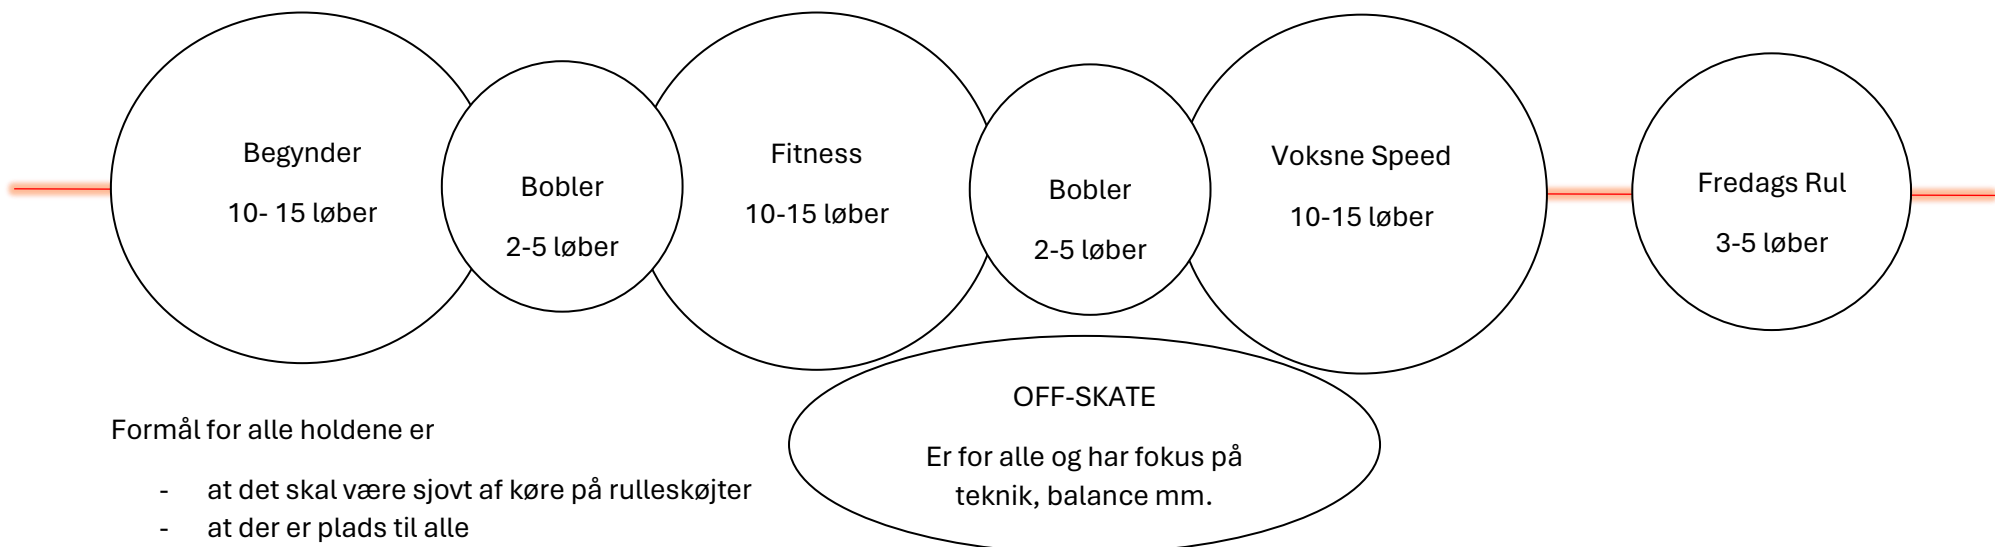 Begynder
10- 15 løber
Bobler
2-5 løber
Fitness
10-15 løber
Bobler
2-5 løber
Voksne Speed
10-15 løber
Fredags Rul
3-5 løber
OFF-SKATE
Er for alle og har fokus på
teknik, balance mm.
Formål for alle holdene er
- at det skal være sjovt af køre på rulleskøjter
- at der er plads til alle